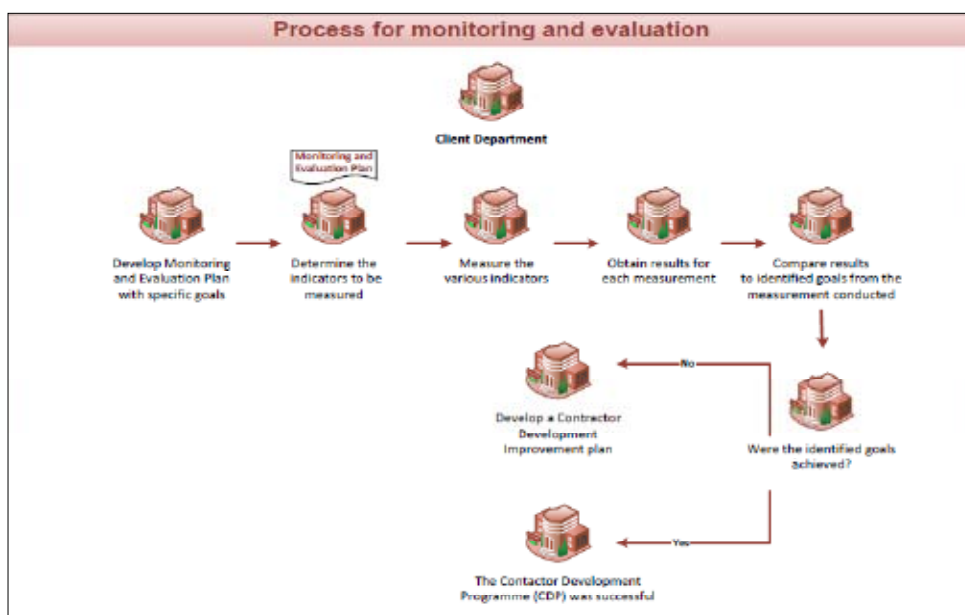 Process for monitoring and evaluation
Client Department
Monitoring and
Evaluation Plan
Develop Monitoring
and Evaluation Plan
with specific goals
Determine the
indicators to be
measured
Measure the
various indicators
Obtain results for
each measurement
Compare results
to identified goals from the
measurement conducted
No
Develop a Contractor
Development
Improvement plan
Were the identified goals
achieved?
Yes
The Contactor Development
Programme (CDP) was successful